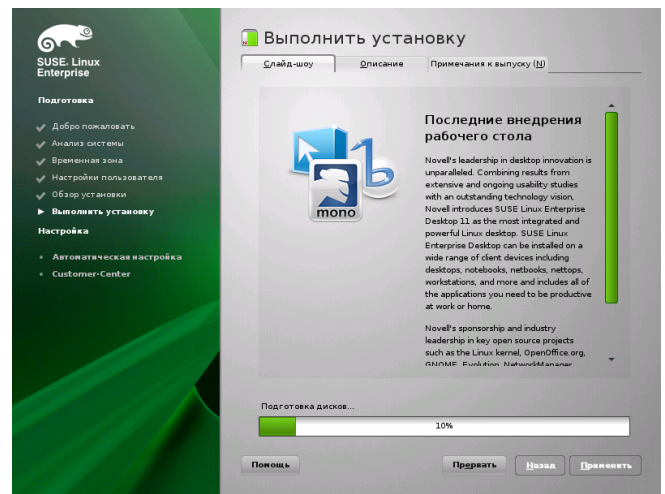 SUSE. Linux
Enterprise
Подготовка
Добро пожаловать
Анализ системы
Временная зона
Настройки пользователя
Обзор установки
Выполнить установку
Настройка
Автоматическая настройка
Customer-Center
Выполнить установку
Слайд-шоу
Описание
Примечания к выпуску (N)
mono
Последние внедрения
рабочего стола
Novell's leadership in desktop innovation is
unparalleled. Combining results from
extensive and ongoing usability studies
with an outstanding technology vision,
Novell introduces SUSE Linux Enterprise
Desktop 11 as the most integrated and
powerful Linux desktop. SUSE Linux
Enterprise Desktop can be installed on a
wide range of client devices including
desktops, notebooks, netbooks, nettops,
workstations, and more and includes all of
the applications you need to be productive
at work or home.
Novell's sponsorship and industry
leadership in key open source projects
such as the Linux kernel, OpenOffice.org,
GNOME, Evolution, NetworkManager,
Подготовка дисков...
10%
Помощь
Прервать
Назад
Применить